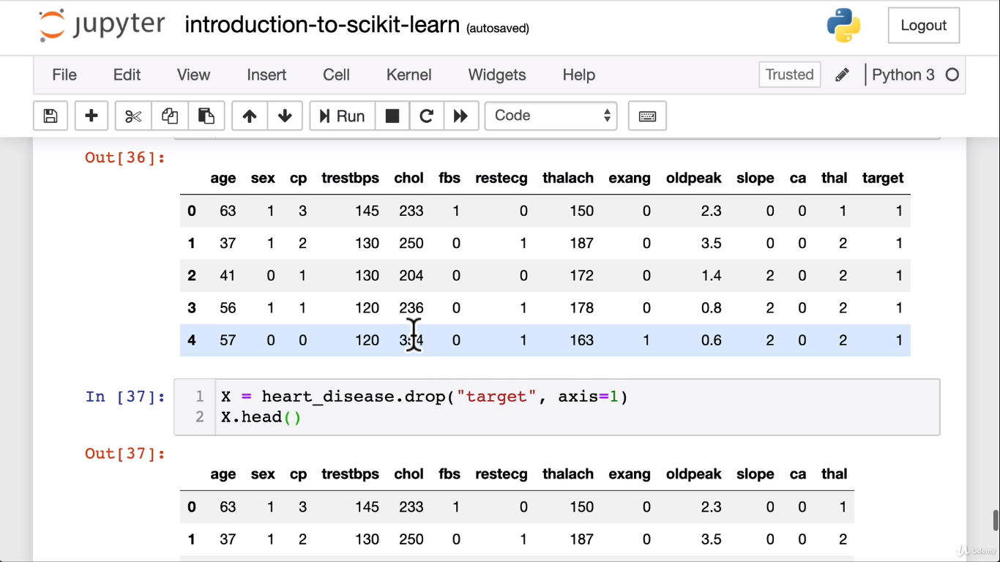 jupyter introduction-to-scikit-learn (autosaved) Logout
File Edit View Insert Cell Kernel Widgets Help Trusted Python 3
Run Code
Out[36]:
age sex cp trestbps chol fbs restecg thalach exang oldpeak slope ca thal target
0 63 1 3 145 233 1 0 150 0 2.3 0 0 1 1
1 37 1 2 130 250 0 1 187 0 3.5 0 0 2 1
2 41 0 1 130 204 0 0 172 0 1.4 2 0 2 1
3 56 1 1 120 236 0 1 178 0 0.8 2 0 2 1
4 57 0 0 120 0 1 163 1 0.6 2 0 2 1
In [37]: 1 X = heart_disease.drop("target", axis=1)
2 X.head()
Out[37]:
age sex cp trestbps chol fbs restecg thalach exang oldpeak slope ca thal
0 63 1 3 145 233 1 0 150 0 2.3 0 0 1
1 37 1 2 130 250 0 1 187 0 3.5 0 0 2
Udemy